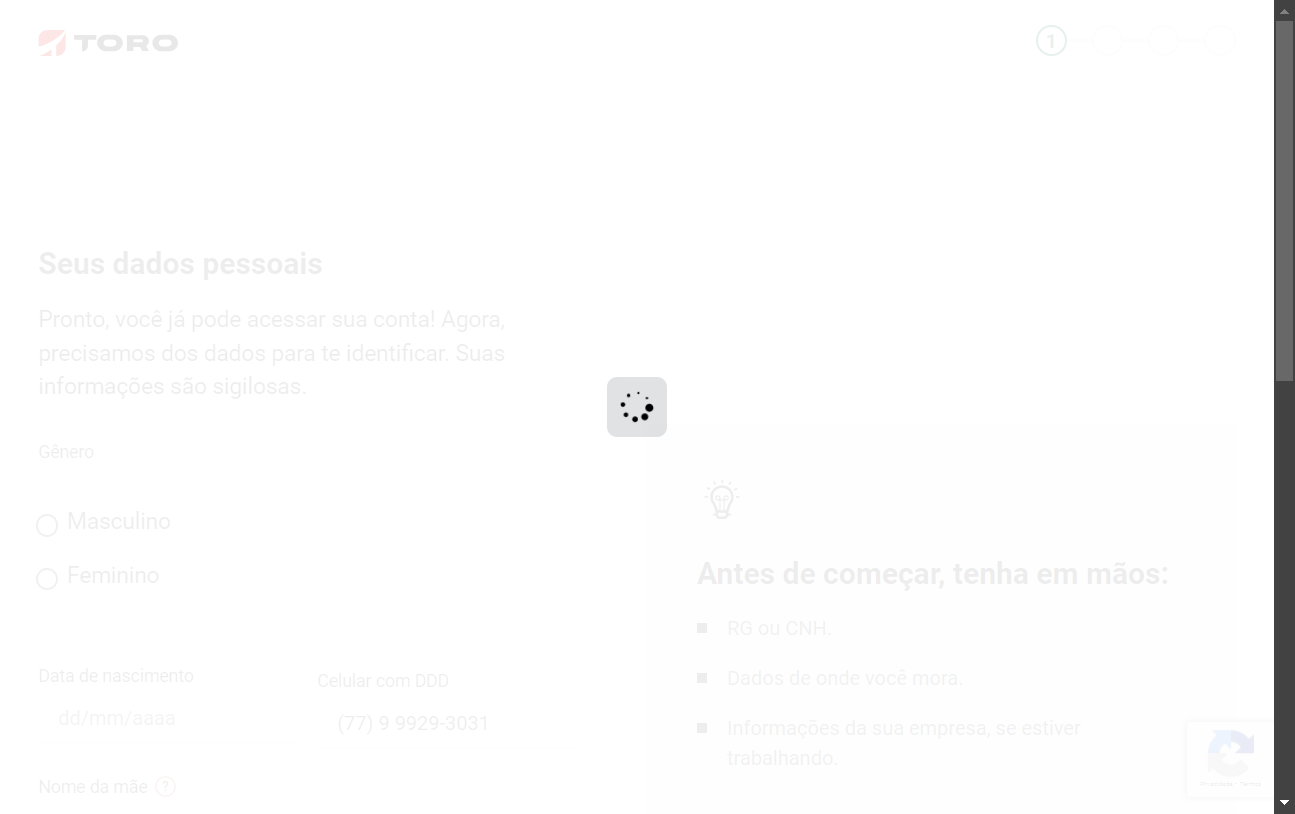 TORO
1
Seus dados pessoais
Pronto, você já pode acessar sua conta! Agora,
precisamos dos dados para te identificar. Suas
informações são sigilosas.
Gênero
Masculino
Feminino
Data de nascimento
dd/mm/aaaa
Celular com DDD
(77) 9 9929-3031
Nome da mãe ?
Antes de começar, tenha em mãos:
RG ou CNH.
Dados de onde você mora.
Informações da sua empresa, se estiver
trabalhando.